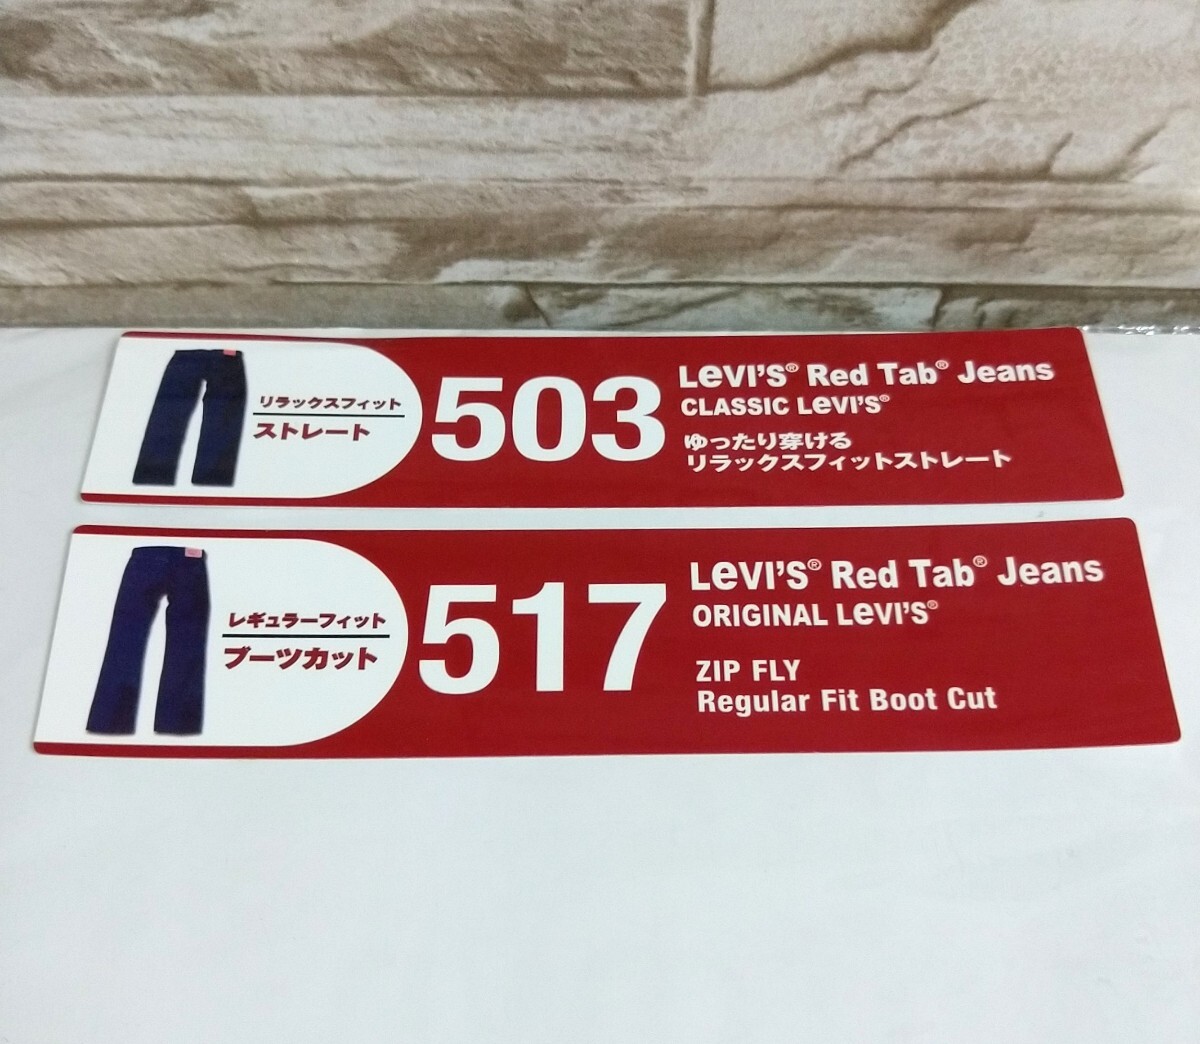 リラックスフィット
ストレート
503
Levi's® Red Tab® Jeans
CLASSIC Levi's®
ゆったり穿ける
リラックスフィットストレート
レギュラーフィット
ブーツカット
517
Levi's® Red Tab® Jeans
ORIGINAL Levi's®
ZIP FLY
Regular Fit Boot Cut